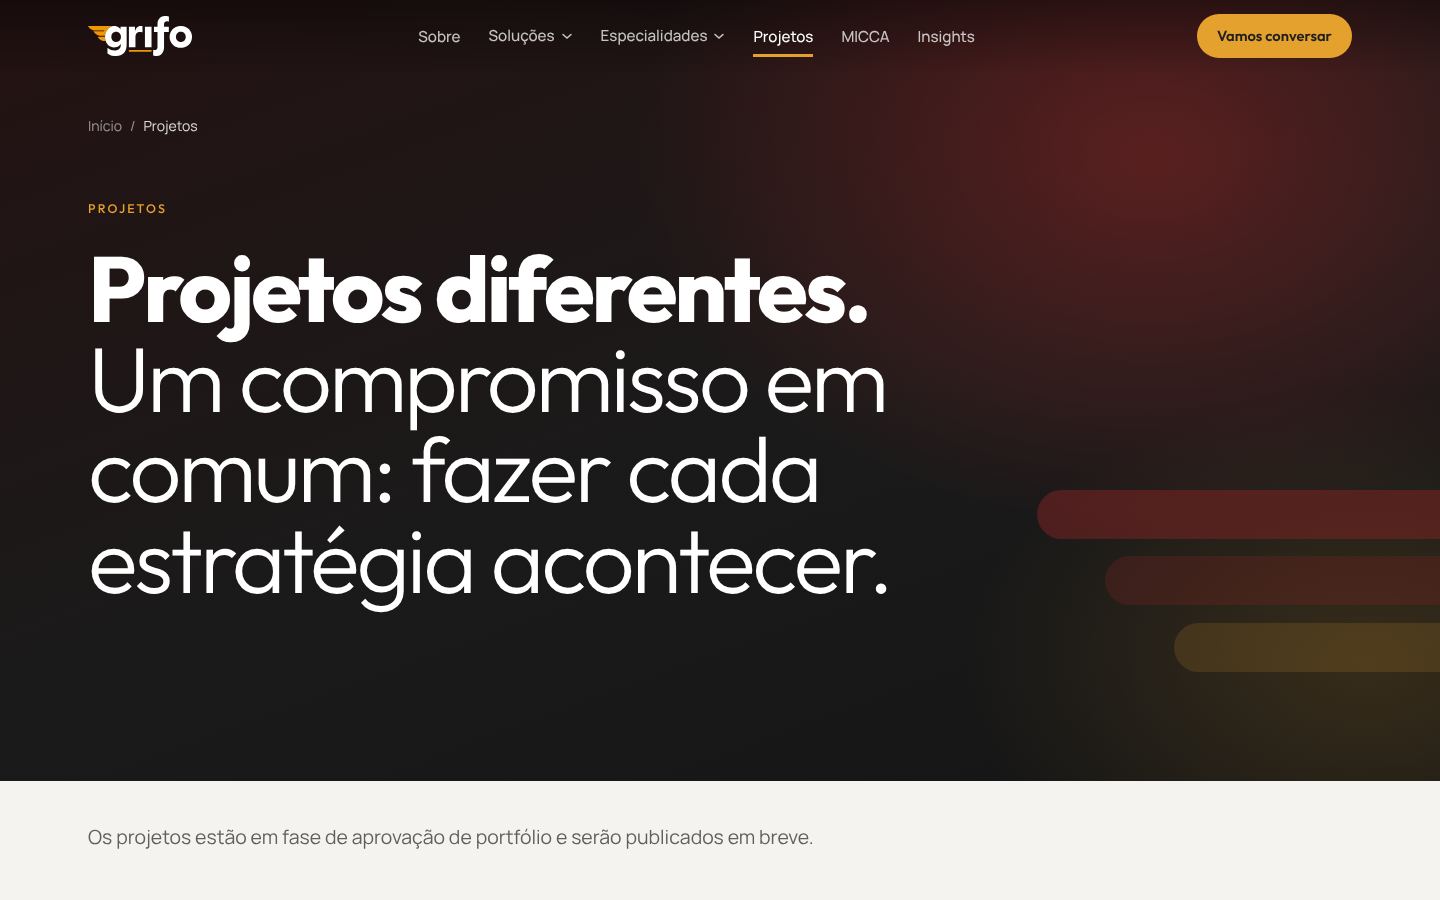 grifo
Sobre
Soluções
Especialidades
Projetos
MICCA
Insights
Vamos conversar
Início / Projetos
PROJETOS
Projetos diferentes.
Um compromisso em
comum: fazer cada
estratégia acontecer.
Os projetos estão em fase de aprovação de portfólio e serão publicados em breve.